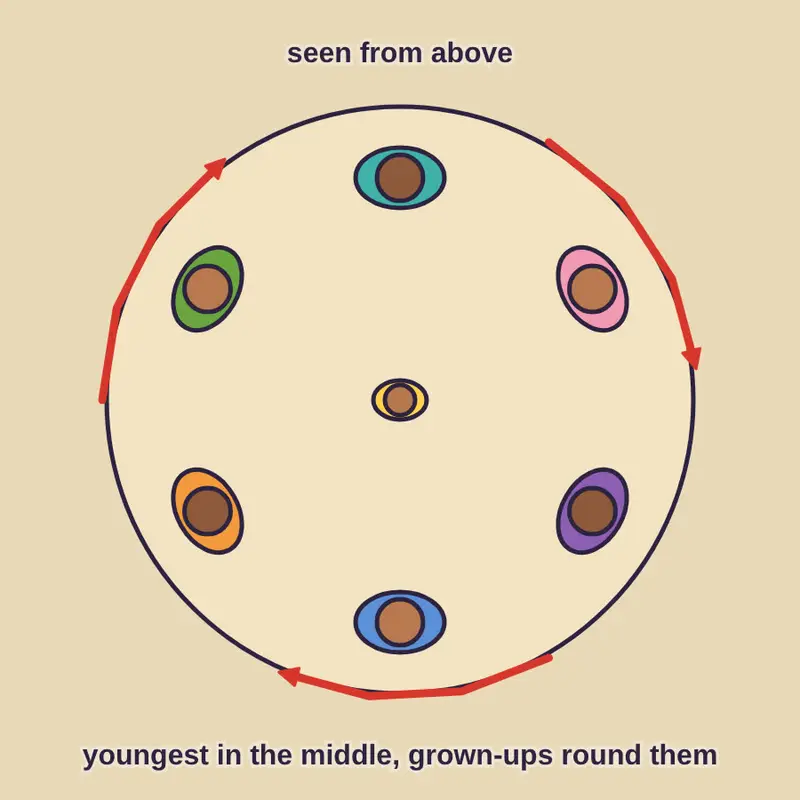 seen from above
youngest in the middle, grown-ups round them